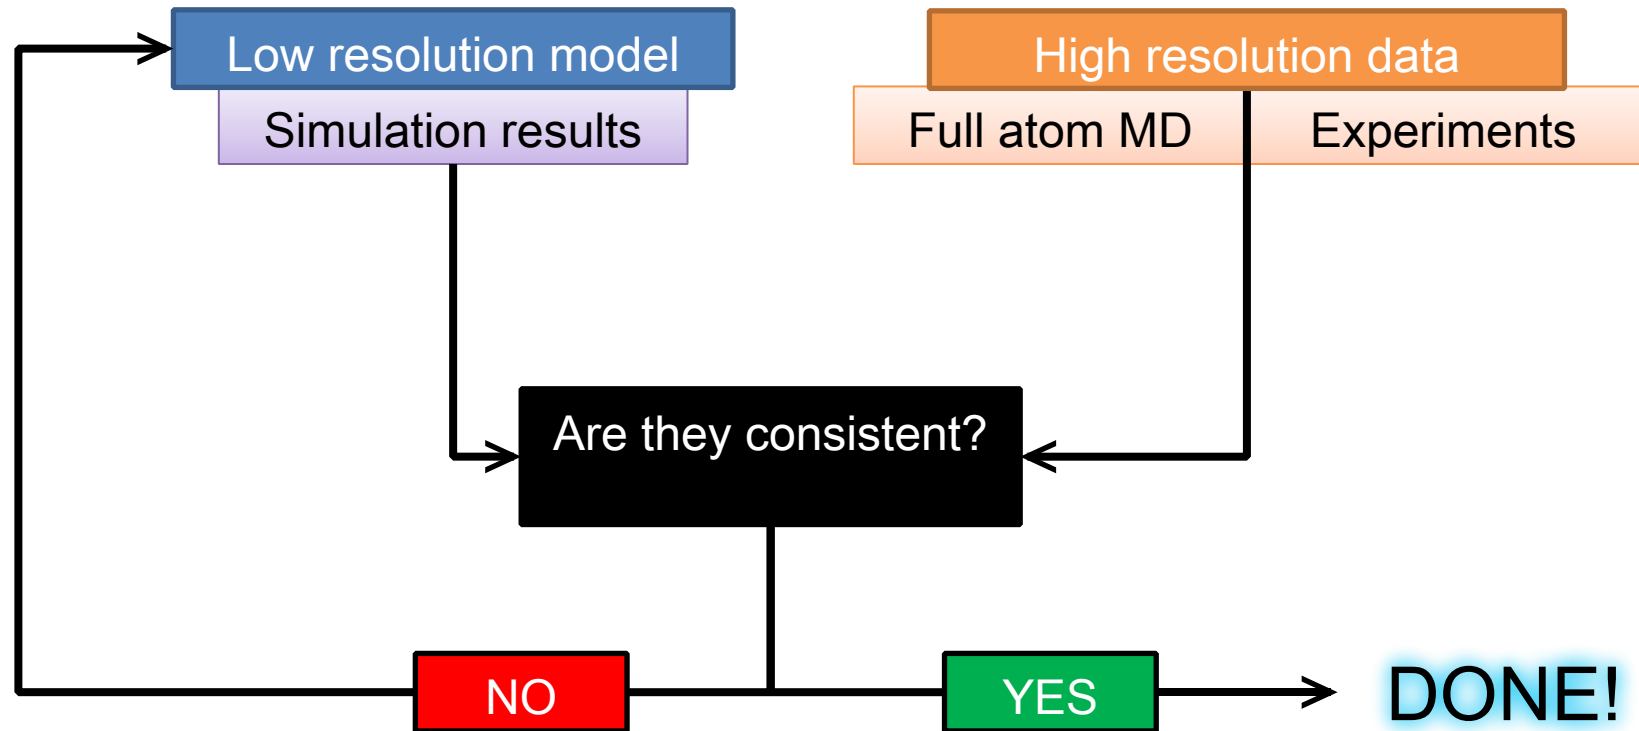 Low resolution model
High resolution data
Simulation results
Full atom MD
Experiments
Are they consistent?
NO
YES
DONE!